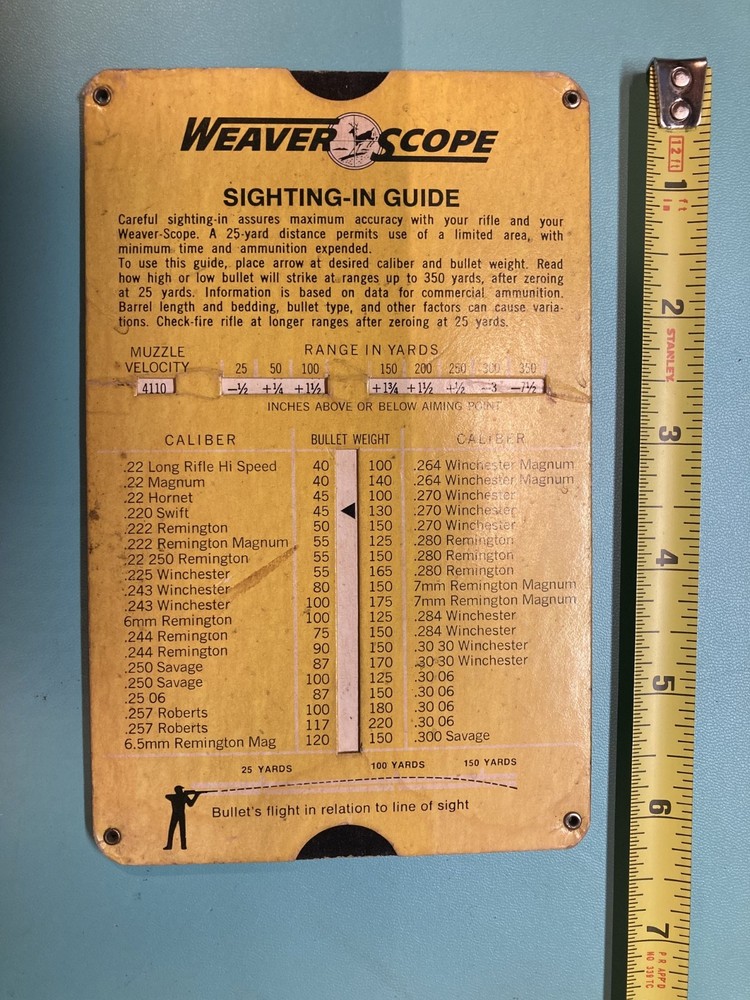 WEAVER SCOPE
SIGHTING-IN GUIDE
Careful sighting-in assures maximum accuracy with your rifle and your
Weaver-Scope. A 25-yard distance permits use of a limited area, with
minimum time and ammunition expended.
To use this guide, place arrow at desired caliber and bullet weight. Read
how high or low bullet will strike at ranges up to 350 yards, after zeroing
at 25 yards. Information is based on data for commercial ammunition.
Barrel length and bedding, bullet type, and other factors can cause varia-
tions. Check-fire rifle at longer ranges after zeroing at 25 yards.
MUZZLE VELOCITY
RANGE IN YARDS
25 50 100 150 200 250 300 350
4110 -½ +¼ +1½ +1¾ +1½ +½ -3 -7½
INCHES ABOVE OR BELOW AIMING POINT
CALIBER BULLET WEIGHT CALIBER
.22 Long Rifle Hi Speed 40 100 .264 Winchester Magnum
.22 Magnum 40 140 .264 Winchester Magnum
.22 Hornet 45 100 .270 Winchester
.220 Swift 45 130 .270 Winchester
.222 Remington 50 150 .270 Winchester
.222 Remington Magnum 55 125 .280 Remington
.22 250 Remington 55 150 .280 Remington
.225 Winchester 55 165 .280 Remington
.243 Winchester 80 150 7mm Remington Magnum
.243 Winchester 100 175 7mm Remington Magnum
6mm Remington 100 125 .284 Winchester
.244 Remington 75 150 .284 Winchester
.244 Remington 90 150 .30 30 Winchester
.250 Savage 87 170 .30 30 Winchester
.250 Savage 100 125 .30 06
.25 06 87 150 .30 06
.257 Roberts 100 180 .30 06
.257 Roberts 117 220 .30 06
6.5mm Remington Mag 120 150 .300 Savage
25 YARDS 100 YARDS 150 YARDS
Bullet's flight in relation to line of sight
12 ft
1
ft
in
2
STANLEY
3
4
5
6
7
P.R. APP'D
NO 339 TC